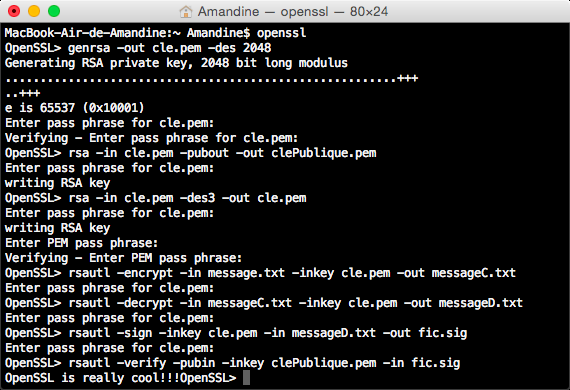 Amandine — openssl — 80×24
MacBook-Air-de-Amandine:~ Amandine$ openssl
OpenSSL> genrsa -out cle.pem -des 2048
Generating RSA private key, 2048 bit long modulus
........................................................+++
..+++
e is 65537 (0x10001)
Enter pass phrase for cle.pem:
Verifying - Enter pass phrase for cle.pem:
OpenSSL> rsa -in cle.pem -pubout -out clePublique.pem
Enter pass phrase for cle.pem:
writing RSA key
OpenSSL> rsa -in cle.pem -des3 -out cle.pem
Enter pass phrase for cle.pem:
writing RSA key
Enter PEM pass phrase:
Verifying - Enter PEM pass phrase:
OpenSSL> rsautl -encrypt -in message.txt -inkey cle.pem -out messageC.txt
Enter pass phrase for cle.pem:
OpenSSL> rsautl -decrypt -in messageC.txt -inkey cle.pem -out messageD.txt
Enter pass phrase for cle.pem:
OpenSSL> rsautl -sign -inkey cle.pem -in messageD.txt -out fic.sig
Enter pass phrase for cle.pem:
OpenSSL> rsautl -verify -pubin -inkey clePublique.pem -in fic.sig
OpenSSL is really cool!!!OpenSSL>